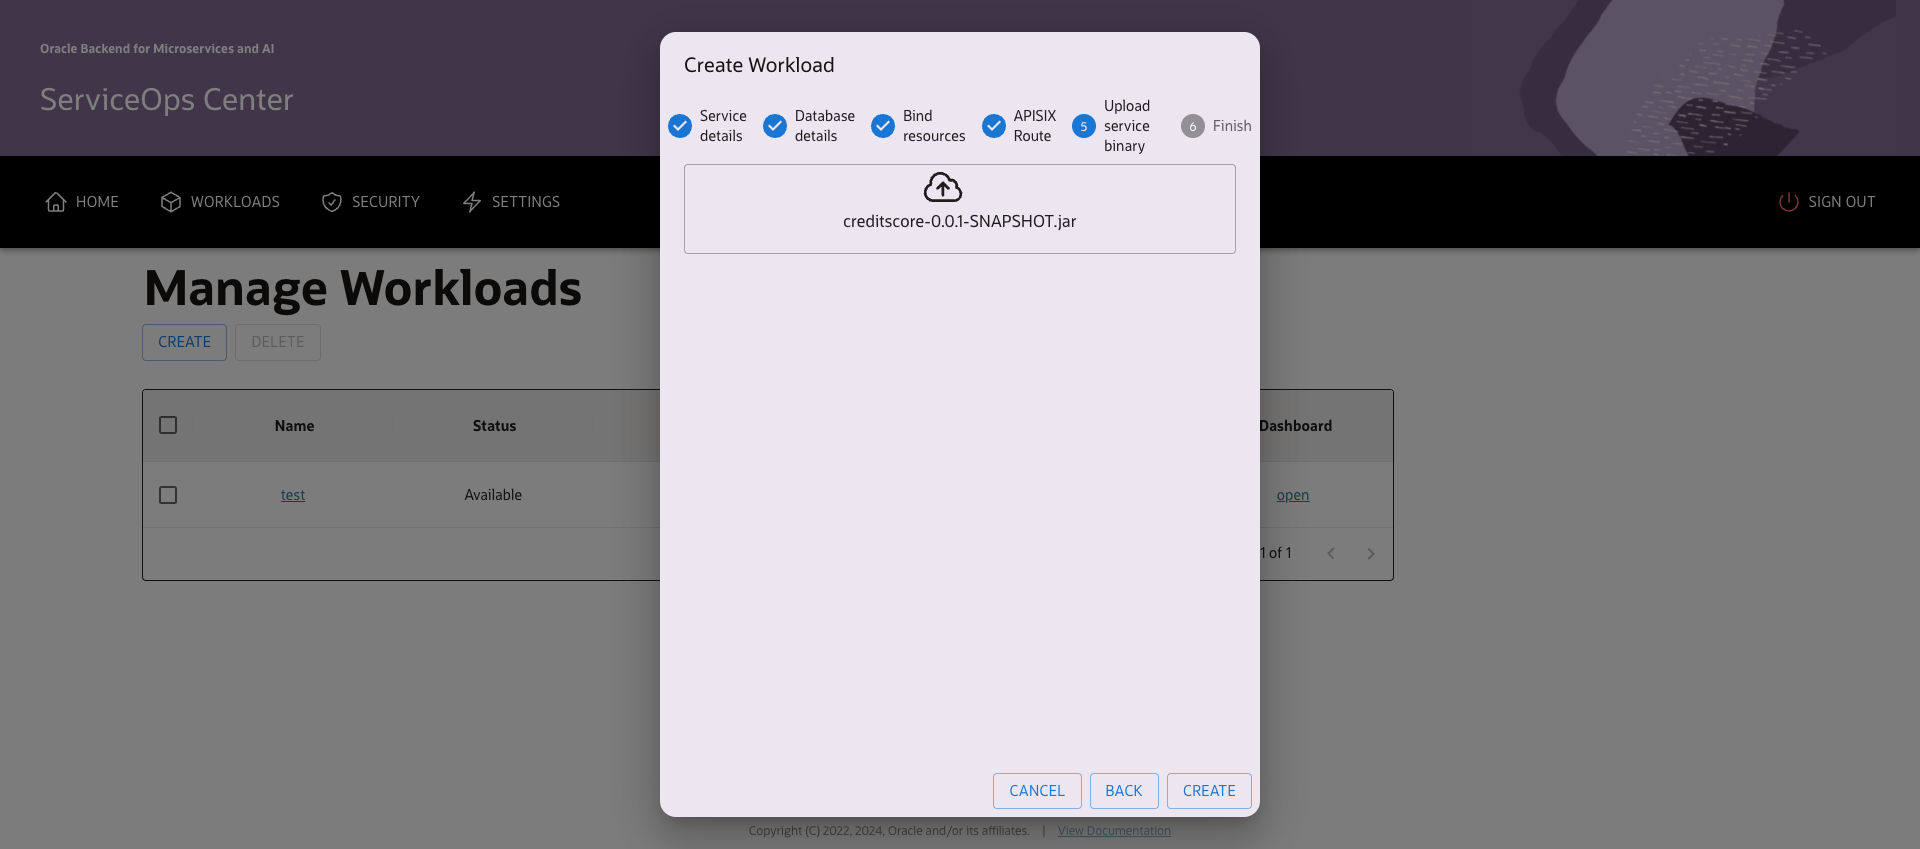 Oracle Backend for Microservices and AI
ServiceOps Center
HOME
WORKLOADS
SECURITY
SETTINGS
SIGN OUT
Manage Workloads
CREATE
DELETE
Name
Status
Dashboard
test
Available
open
1 of 1
Create Workload
Service
details
Database
details
Bind
resources
APISIX
Route
5
Upload
service
binary
6
Finish
creditscore-0.0.1-SNAPSHOT.jar
CANCEL
BACK
CREATE
Copyright (C) 2022, 2024, Oracle and/or its affiliates. | View Documentation